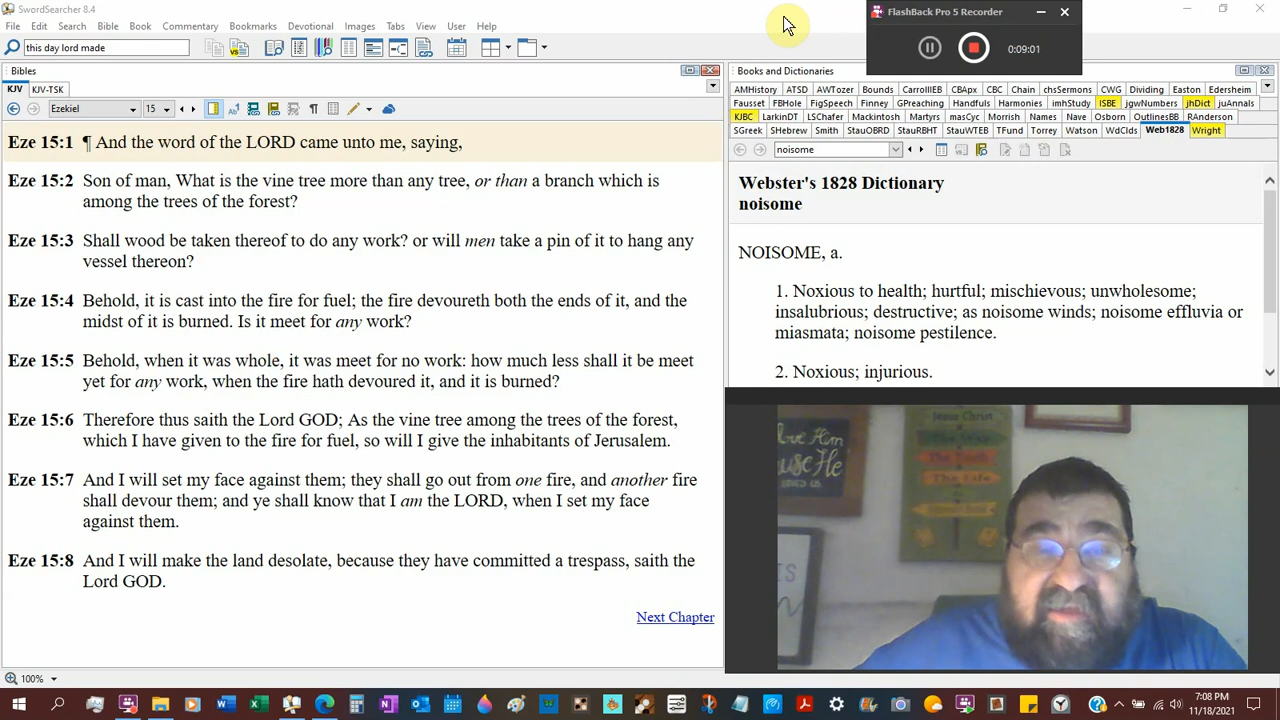 SwordSearcher 8.4
File Edit Search Bible Book Commentary Bookmarks Devotional Images Tabs View User Help
this day lord made
FlashBack Pro 5 Recorder
0:09:01
Bibles
KJV KJV-TSK
Ezekiel 15
Eze 15:1 ¶ And the word of the LORD came unto me, saying,
Eze 15:2 Son of man, What is the vine tree more than any tree, or than a branch which is
among the trees of the forest?
Eze 15:3 Shall wood be taken thereof to do any work? or will men take a pin of it to hang any
vessel thereon?
Eze 15:4 Behold, it is cast into the fire for fuel; the fire devoureth both the ends of it, and the
midst of it is burned. Is it meet for any work?
Eze 15:5 Behold, when it was whole, it was meet for no work: how much less shall it be meet
yet for any work, when the fire hath devoured it, and it is burned?
Eze 15:6 Therefore thus saith the Lord GOD; As the vine tree among the trees of the forest,
which I have given to the fire for fuel, so will I give the inhabitants of Jerusalem.
Eze 15:7 And I will set my face against them; they shall go out from one fire, and another fire
shall devour them; and ye shall know that I am the LORD, when I set my face
against them.
Eze 15:8 And I will make the land desolate, because they have committed a trespass, saith the
Lord GOD.
Next Chapter
100%
Books and Dictionaries
AMHistory ATSD AWTozer Bounds CarrollIEB CBApx CBC Chain chsSermons CWG Dividing Easton Edersheim
Fausset FBHole FigSpeech Finney GPreaching Handfuls Harmonies imhStudy ISBE jgwNumbers jhDict juAnnals
KJBC LarkinDT LSChafer Mackintosh Martyrs masCyc Morrish Names Nave Osborn OutlinesBB RAnderson
SGreek SHebrew Smith StauOBRD StauRBHT StauWTEB TFund Torrey Watson WdClds Web1828 Wright
noisome
Webster's 1828 Dictionary
noisome
NOISOME, a.
1. Noxious to health; hurtful; mischievous; unwholesome;
insalubrious; destructive; as noisome winds; noisome effluvia or
miasmata; noisome pestilence.
2. Noxious; injurious.
Jesus Christ
The Way
The Truth
The Life
Love Him
He
IS
7:08 PM
11/18/2021